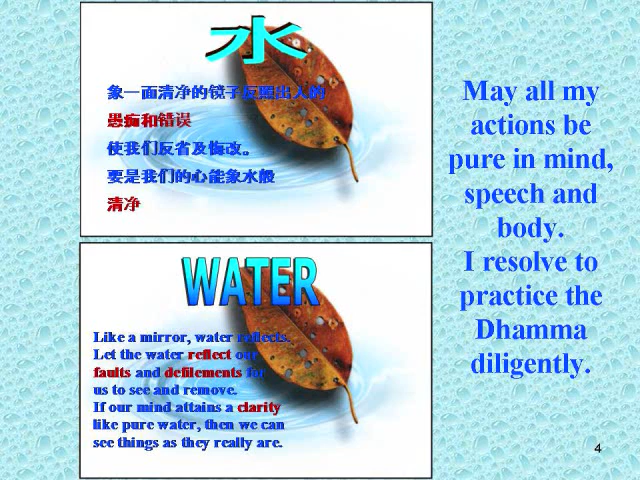 水
象一面清净的镜子反照出人的
愚痴和错误
使我们反省及悔改。
要是我们的心能象水般
清净
WATER
Like a mirror, water reflects.
Let the water reflect our
faults and defilements for
us to see and remove.
If our mind attains a clarity
like pure water, then we can
see things as they really are.
May all my
actions be
pure in mind,
speech and
body.
I resolve to
practice the
Dhamma
diligently.
4